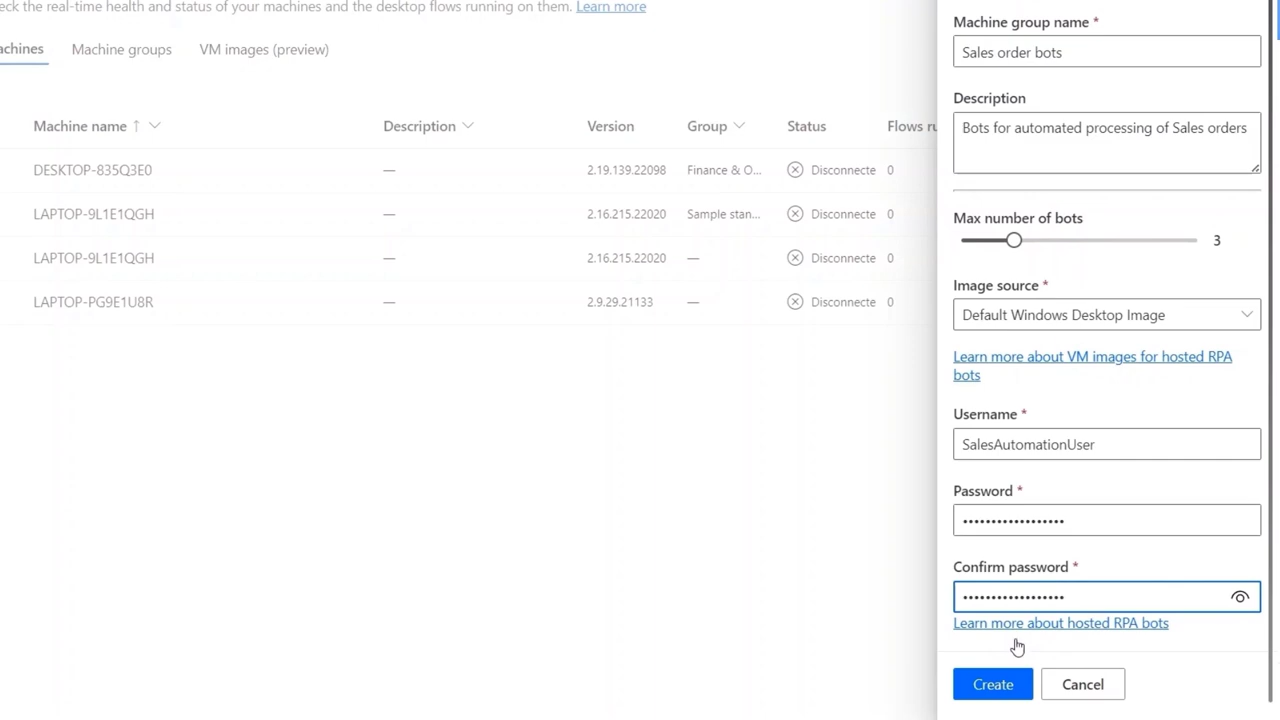 eck the real-time health and status of your machines and the desktop flows running on them. Learn more
achines Machine groups VM images (preview)
Machine name ↑ Description Version Group Status Flows ru
DESKTOP-835Q3E0 — 2.19.139.22098 Finance & O... Disconnecte 0
LAPTOP-9L1E1QGH — 2.16.215.22020 Sample stan... Disconnecte 0
LAPTOP-9L1E1QGH — 2.16.215.22020 — Disconnecte 0
LAPTOP-PG9E1U8R — 2.9.29.21133 — Disconnecte 0
Machine group name *
Sales order bots
Description
Bots for automated processing of Sales orders
Max number of bots
3
Image source *
Default Windows Desktop Image
Learn more about VM images for hosted RPA
bots
Username *
SalesAutomationUser
Password *
••••••••••••••••••
Confirm password *
••••••••••••••••••
Learn more about hosted RPA bots
Create Cancel